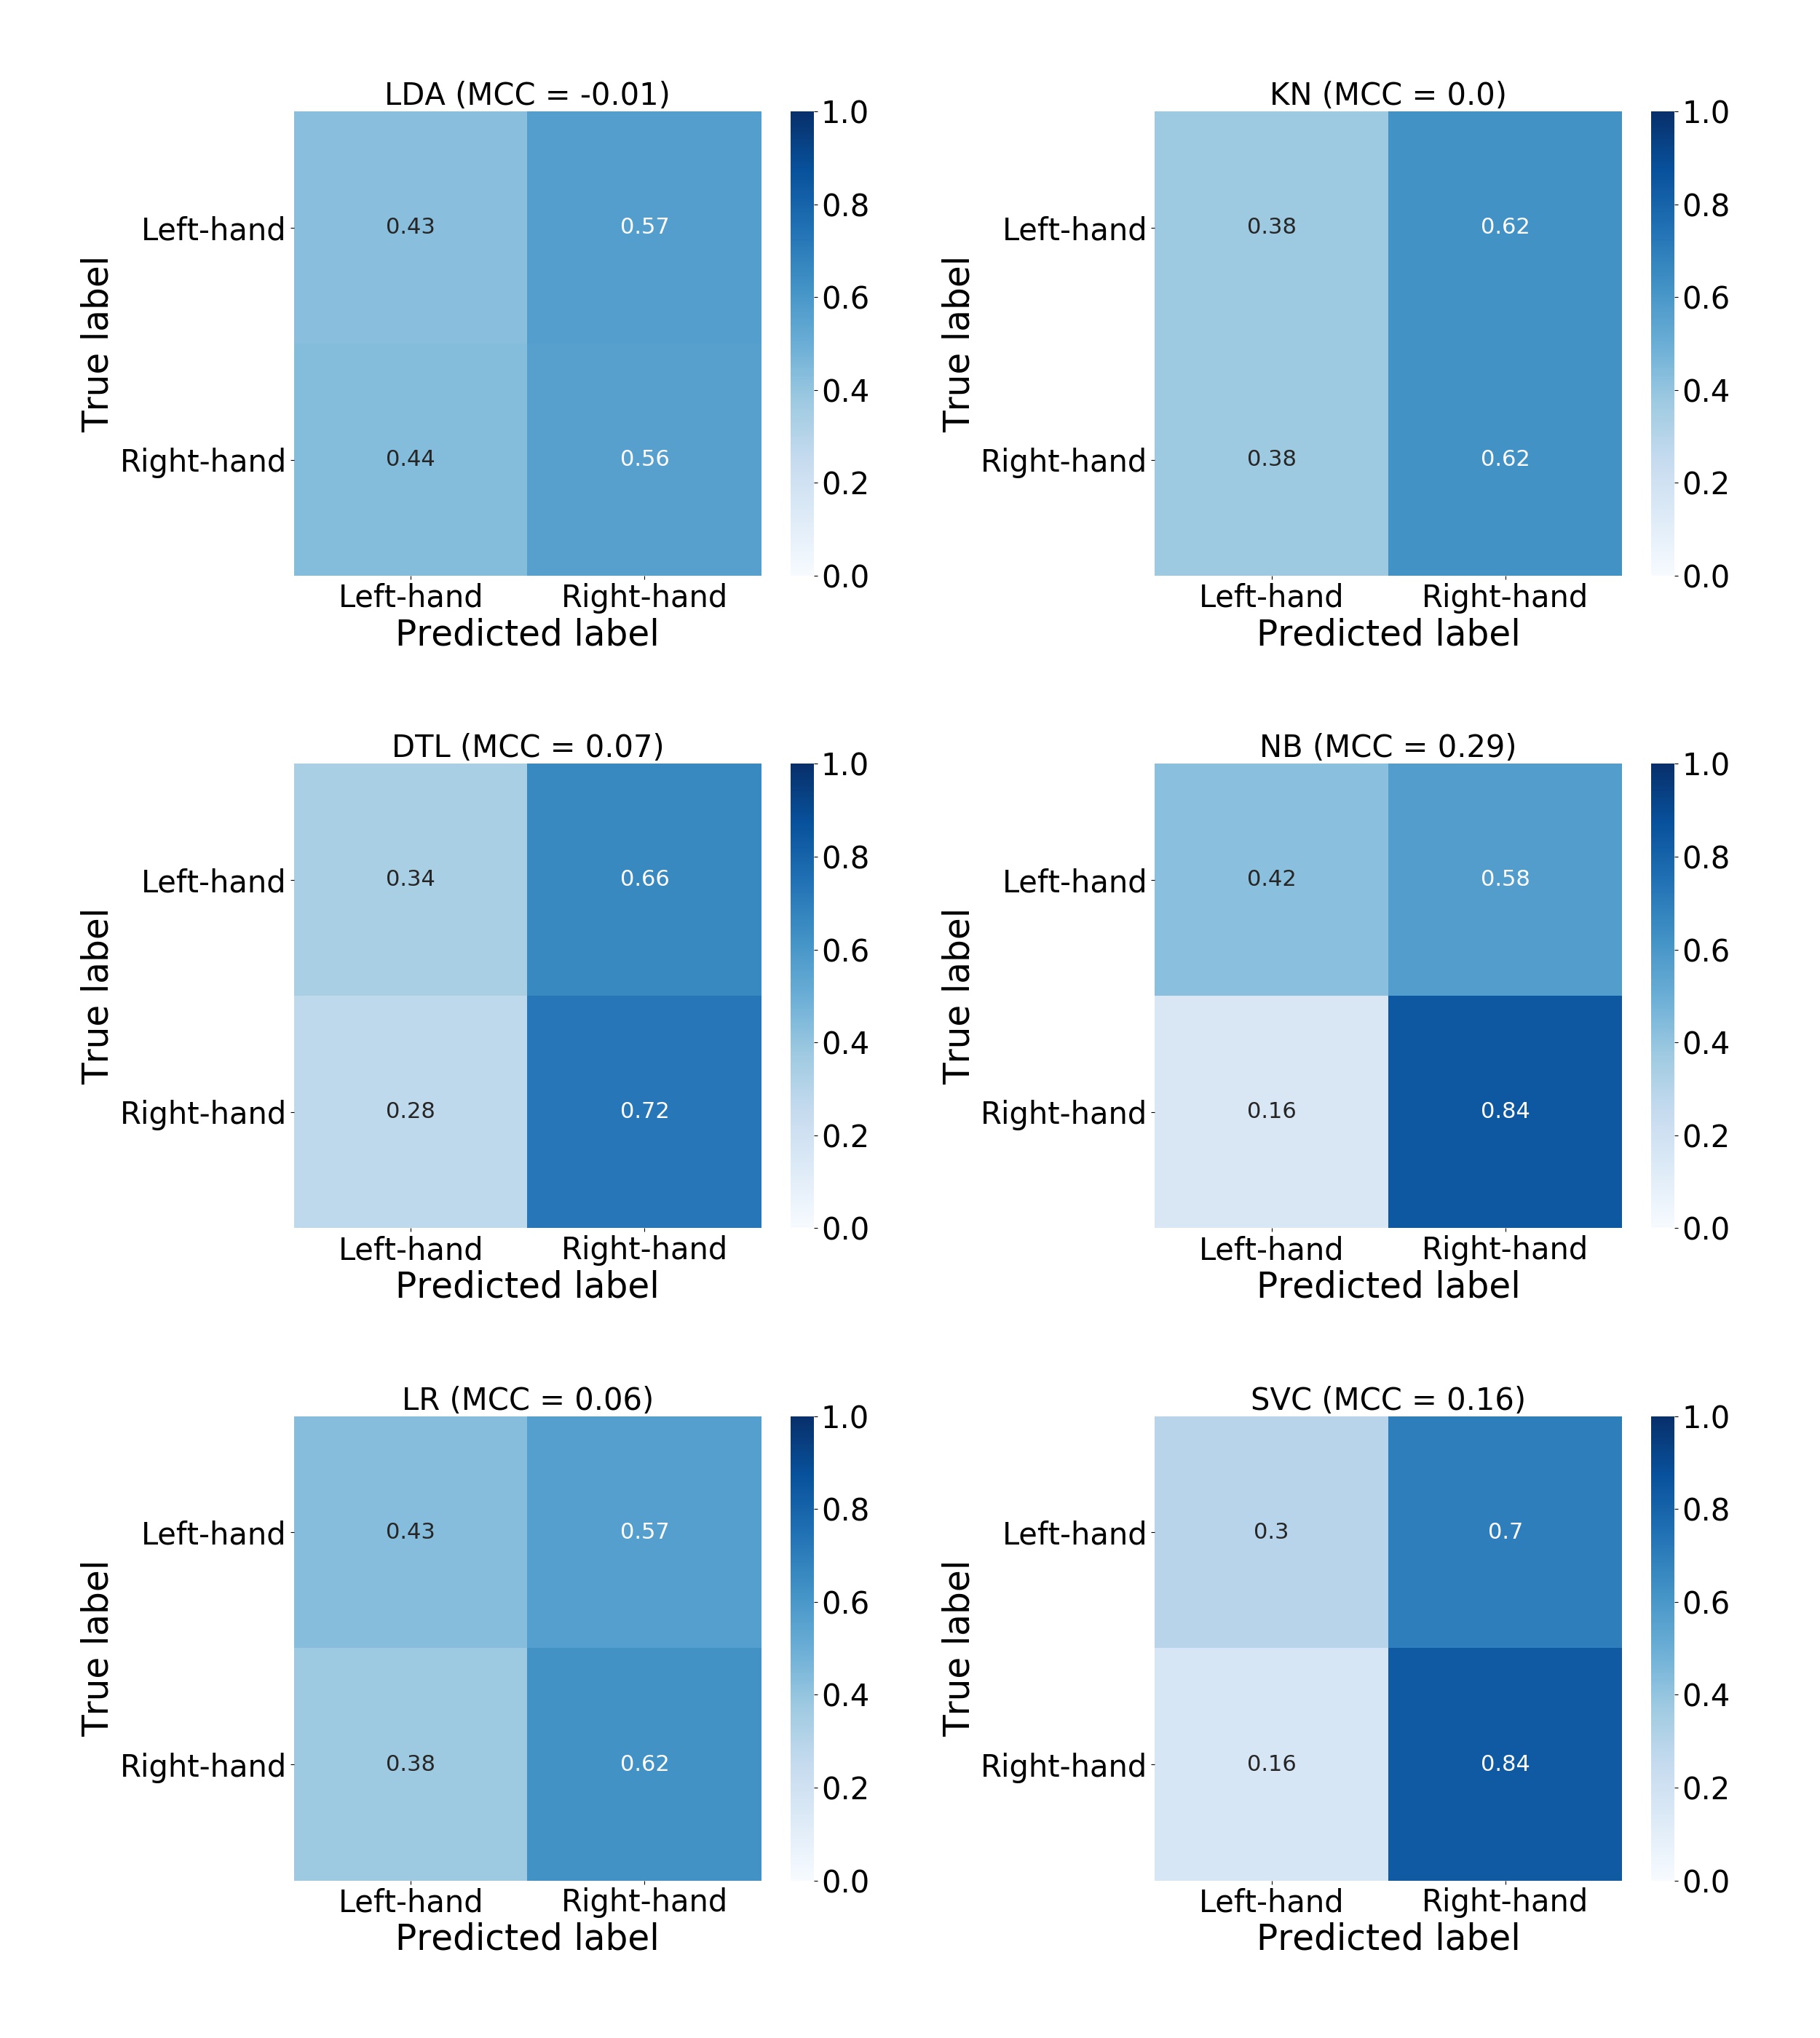 LDA (MCC = -0.01)
1.0
0.8
0.6
0.4
0.2
0.0
True label
Left-hand 0.43 0.57
Right-hand 0.44 0.56
Left-hand Right-hand
Predicted label
KN (MCC = 0.0)
1.0
0.8
0.6
0.4
0.2
0.0
True label
Left-hand 0.38 0.62
Right-hand 0.38 0.62
Left-hand Right-hand
Predicted label
DTL (MCC = 0.07)
1.0
0.8
0.6
0.4
0.2
0.0
True label
Left-hand 0.34 0.66
Right-hand 0.28 0.72
Left-hand Right-hand
Predicted label
NB (MCC = 0.29)
1.0
0.8
0.6
0.4
0.2
0.0
True label
Left-hand 0.42 0.58
Right-hand 0.16 0.84
Left-hand Right-hand
Predicted label
LR (MCC = 0.06)
1.0
0.8
0.6
0.4
0.2
0.0
True label
Left-hand 0.43 0.57
Right-hand 0.38 0.62
Left-hand Right-hand
Predicted label
SVC (MCC = 0.16)
1.0
0.8
0.6
0.4
0.2
0.0
True label
Left-hand 0.3 0.7
Right-hand 0.16 0.84
Left-hand Right-hand
Predicted label